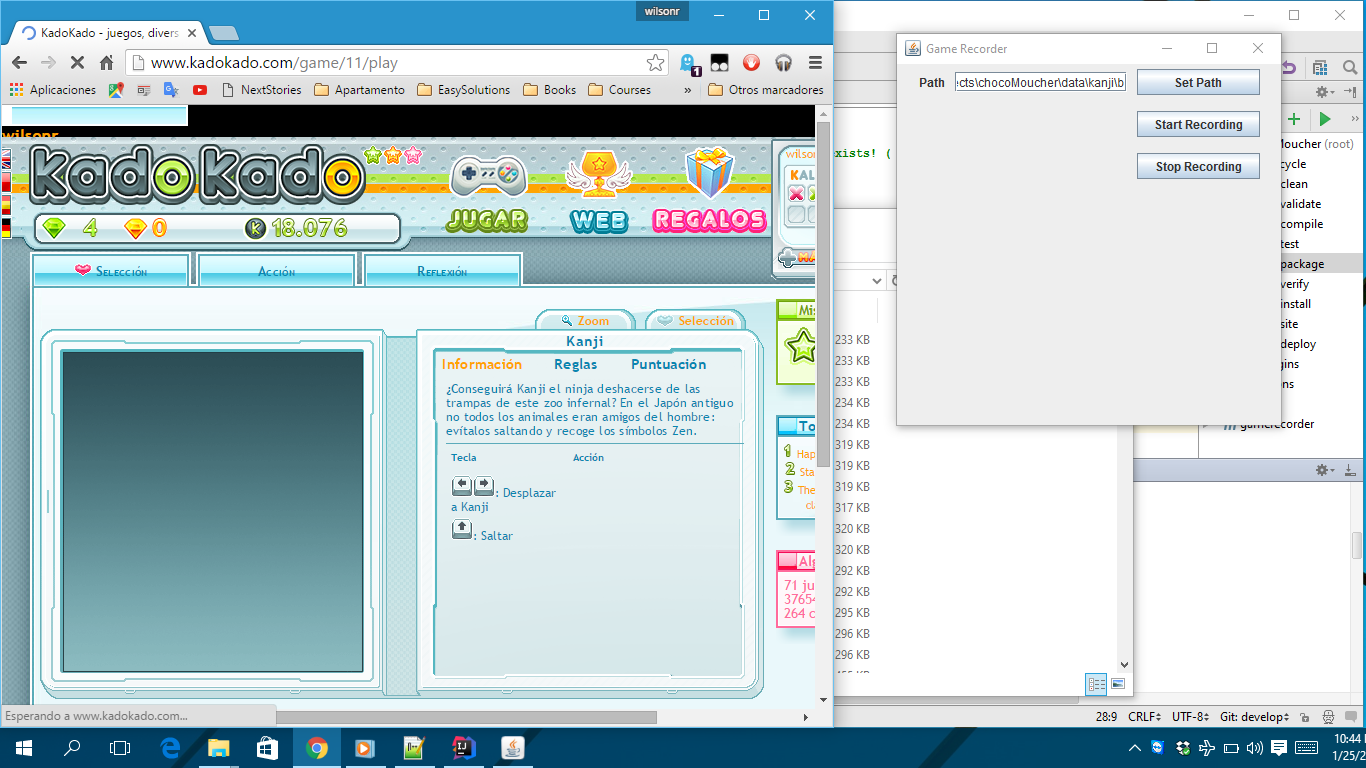 wilsonr
KadoKado - juegos, divers
www.kadokado.com/game/11/play
1
Aplicaciones
NextStories
Apartamento
EasySolutions
Books
Courses
»
Otros marcadores
wilsonr
KadoKado
JUGAR
WEB
REGALOS
4
0
K
18.076
wilson
KAL
Selección
Acción
Reflexión
Zoom
Selección
Kanji
Información
Reglas
Puntuación
¿Conseguirá Kanji el ninja deshacerse de las
trampas de este zoo infernal? En el Japón antiguo
no todos los animales eran amigos del hombre:
evítalos saltando y recoge los símbolos Zen.
Tecla
Acción
: Desplazar
a Kanji
: Saltar
Mis
To
1 Hap
2 Sta
3 The
cl
Alg
71 ju
37654
264 c
Esperando a www.kadokado.com...
Game Recorder
Path
cts\chocoMoucher\data\kanji\b
Set Path
Start Recording
Stop Recording
xists! (
233 KB
233 KB
233 KB
234 KB
234 KB
319 KB
319 KB
319 KB
317 KB
320 KB
320 KB
292 KB
292 KB
295 KB
296 KB
296 KB
Moucher (root)
cycle
clean
validate
compile
test
package
verify
install
site
deploy
gins
ens
gamerecorder
28:9
CRLF
UTF-8
Git: develop
10:44
1/25/2